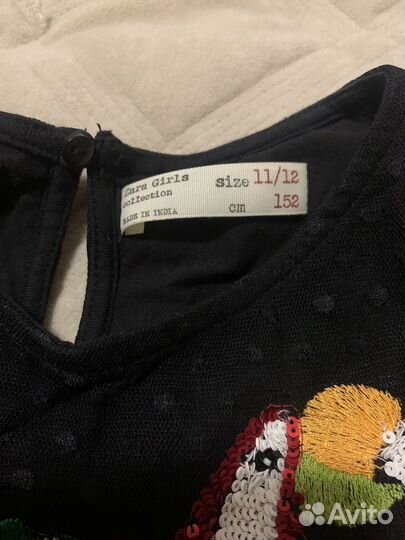 Zara Girls
collection
MADE IN INDIA
size 11/12
cm 152
Avito